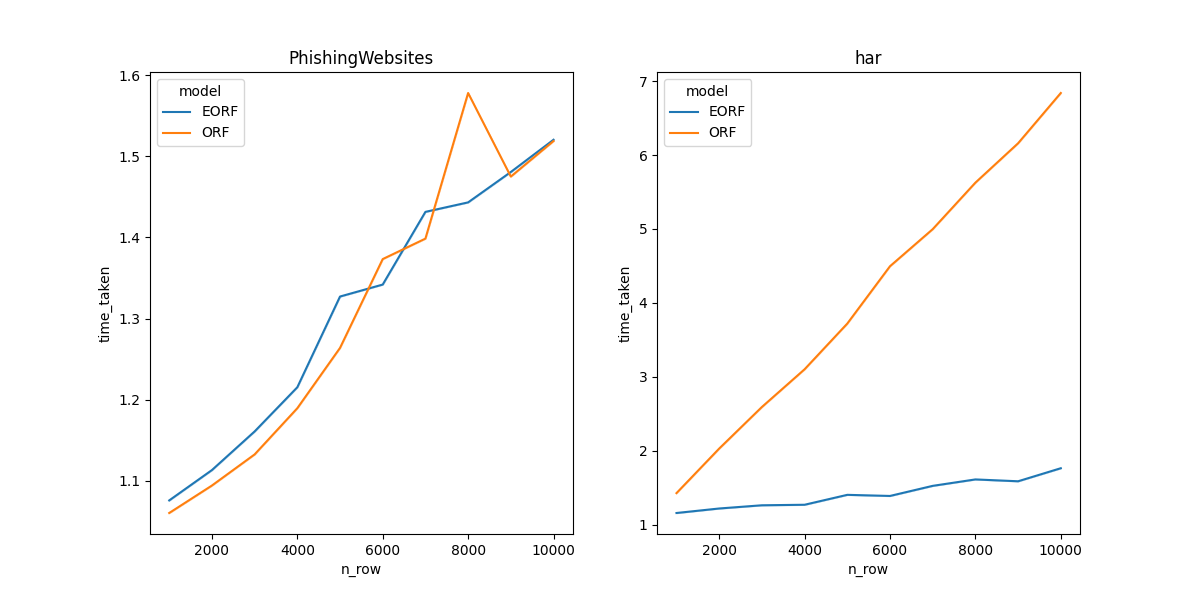 PhishingWebsites
model
EORF
ORF
1.6
1.5
1.4
1.3
1.2
1.1
time_taken
2000 4000 6000 8000 10000
n_row
har
model
EORF
ORF
7
6
5
4
3
2
1
time_taken
2000 4000 6000 8000 10000
n_row